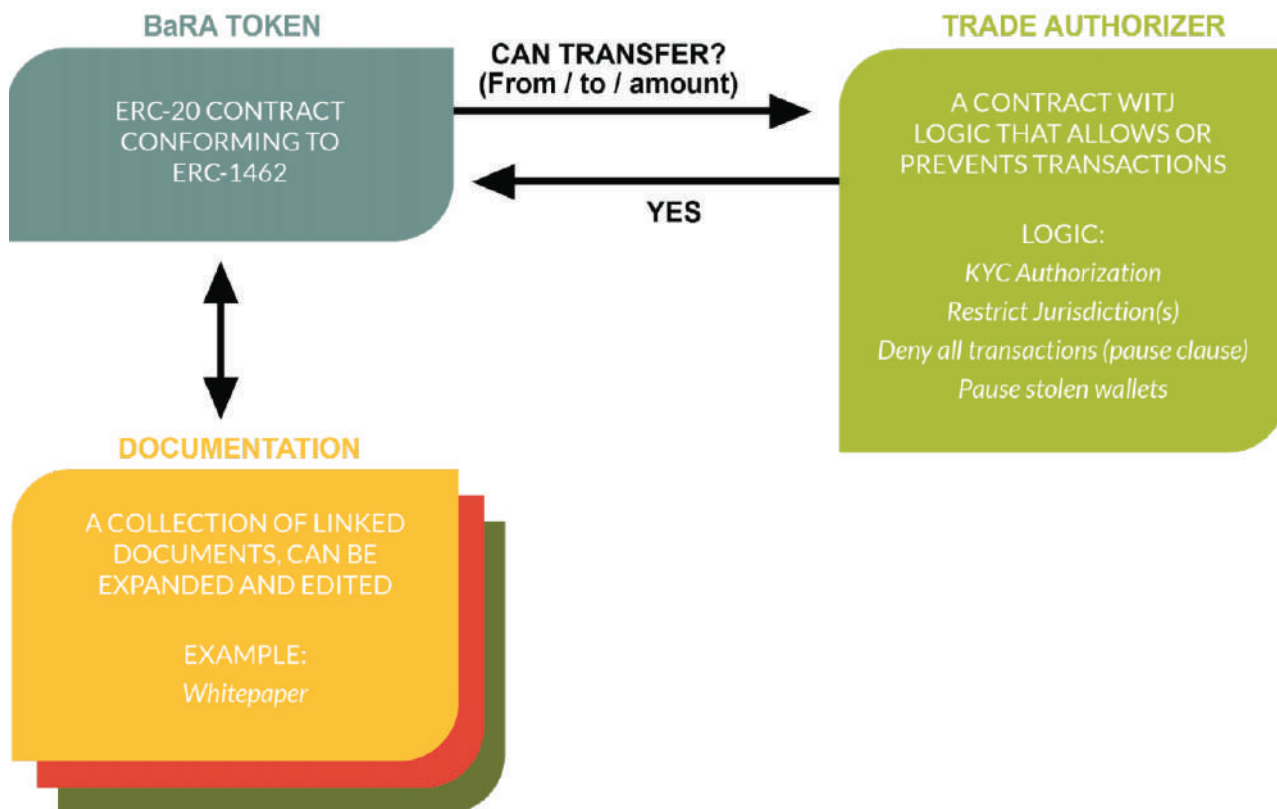 BaRA TOKEN
ERC-20 CONTRACT
CONFORMING TO
ERC-1462
CAN TRANSFER?
(From / to / amount)
YES
TRADE AUTHORIZER
A CONTRACT WITJ
LOGIC THAT ALLOWS OR
PREVENTS TRANSACTIONS
LOGIC:
KYC Authorization
Restrict Jurisdiction(s)
Deny all transactions (pause clause)
Pause stolen wallets
DOCUMENTATION
A COLLECTION OF LINKED
DOCUMENTS, CAN BE
EXPANDED AND EDITED
EXAMPLE:
Whitepaper